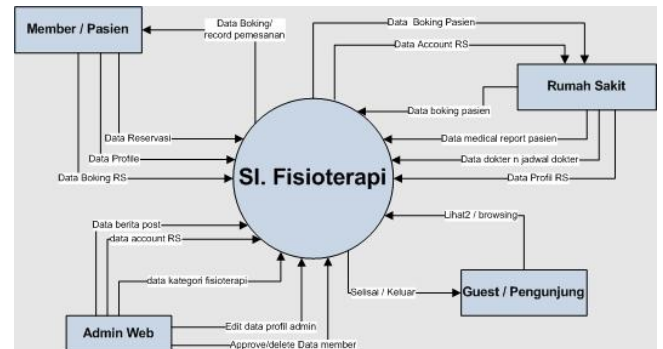 Data Boking/
record pemesanan
Data Boking Pasien
Member / Pasien
Data Account RS
Rumah Sakit
Data boking pasien
Data Reservasi
Data medical report pasien
Data Profile
Data dokter n jadwal dokter
Data Boking RS
SI. Fisioterapi
Data Profil RS
Data berita post
Lihat2 / browsing
data account RS
data kategori fisioterapi
Selisai / Keluar
Guest / Pengunjung
Admin Web
Edit data profil admin
Approve/delete Data member